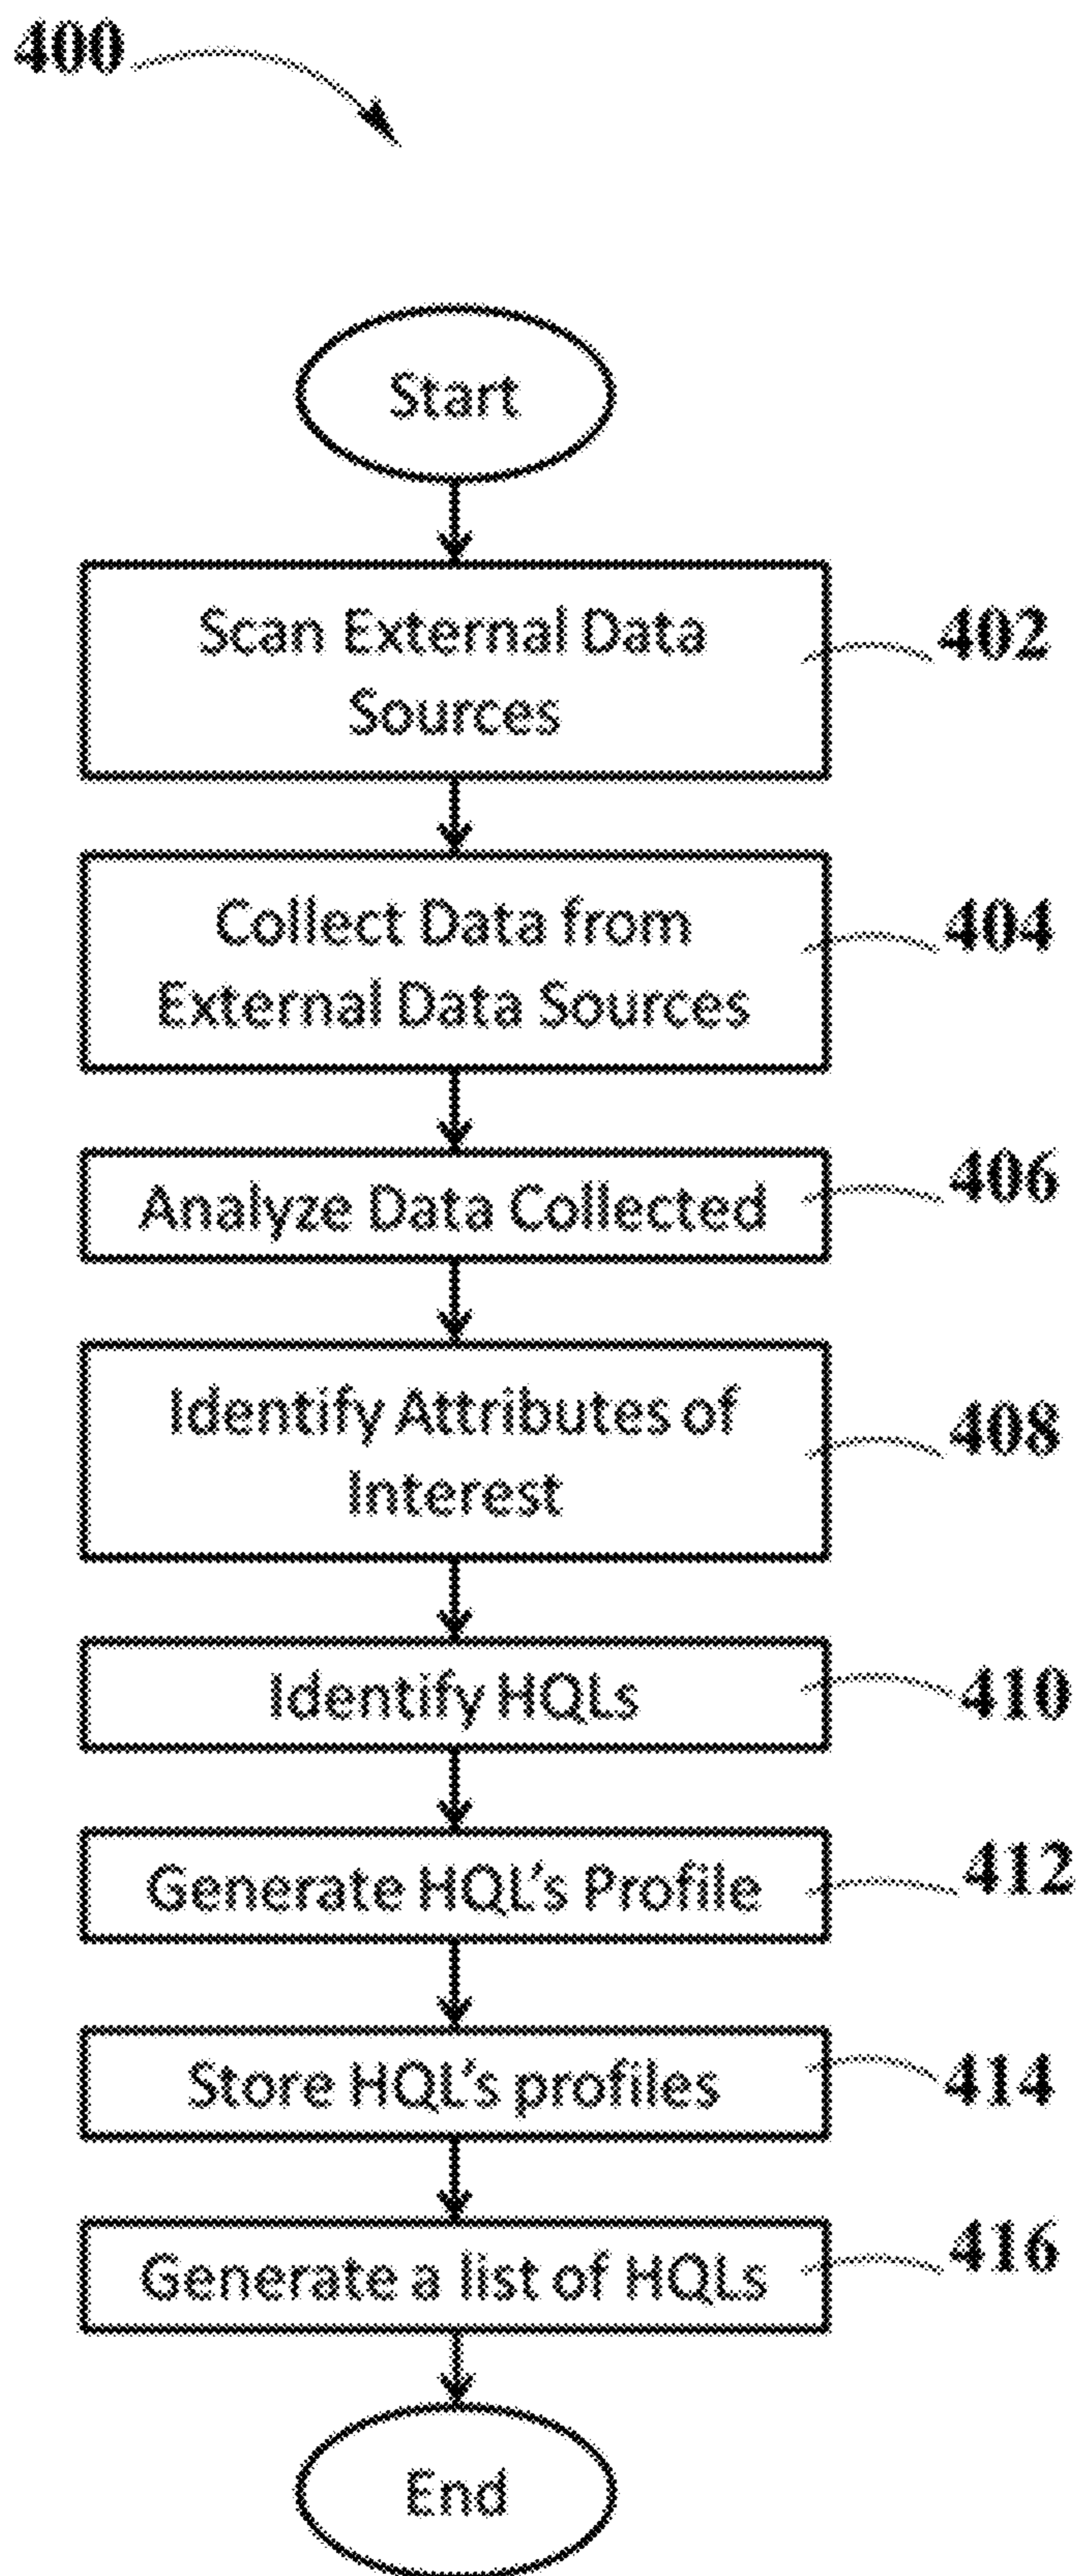 400
Start
Scan External Data
Sources
402
Collect Data from
External Data Sources
404
Analyze Data Collected
406
Identify Attributes of
Interest
408
Identify HQLs
410
Generate HQL's Profile
412
Store HQL's profiles
414
Generate a list of HQLs
416
End